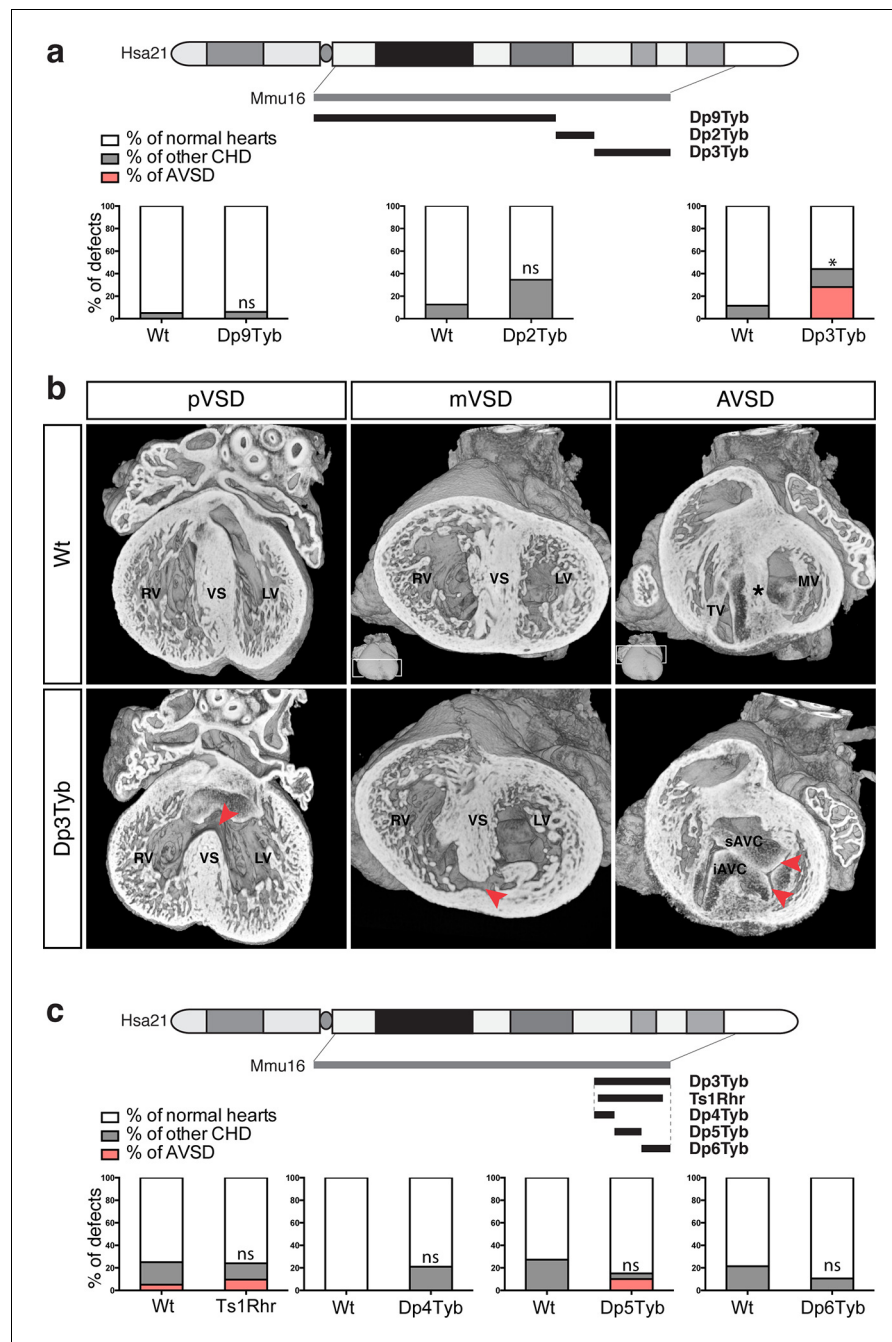 a
Hsa21
Mmu16
Dp9Tyb
Dp2Tyb
Dp3Tyb
% of normal hearts
% of other CHD
% of AVSD
% of defects
100
80
60
40
20
0
Wt
ns
Dp9Tyb
100
80
60
40
20
0
Wt
ns
Dp2Tyb
100
80
60
40
20
0
Wt
*
Dp3Tyb
b
pVSD mVSD AVSD
Wt
RV VS LV
RV VS LV
TV * MV
Dp3Tyb
RV VS LV
RV VS LV
sAVC
iAVC
c
Hsa21
Mmu16
Dp3Tyb
Ts1Rhr
Dp4Tyb
Dp5Tyb
Dp6Tyb
% of normal hearts
% of other CHD
% of AVSD
% of defects
100
80
60
40
20
0
Wt
ns
Ts1Rhr
100
80
60
40
20
0
Wt
ns
Dp4Tyb
100
80
60
40
20
0
Wt
ns
Dp5Tyb
100
80
60
40
20
0
Wt
ns
Dp6Tyb